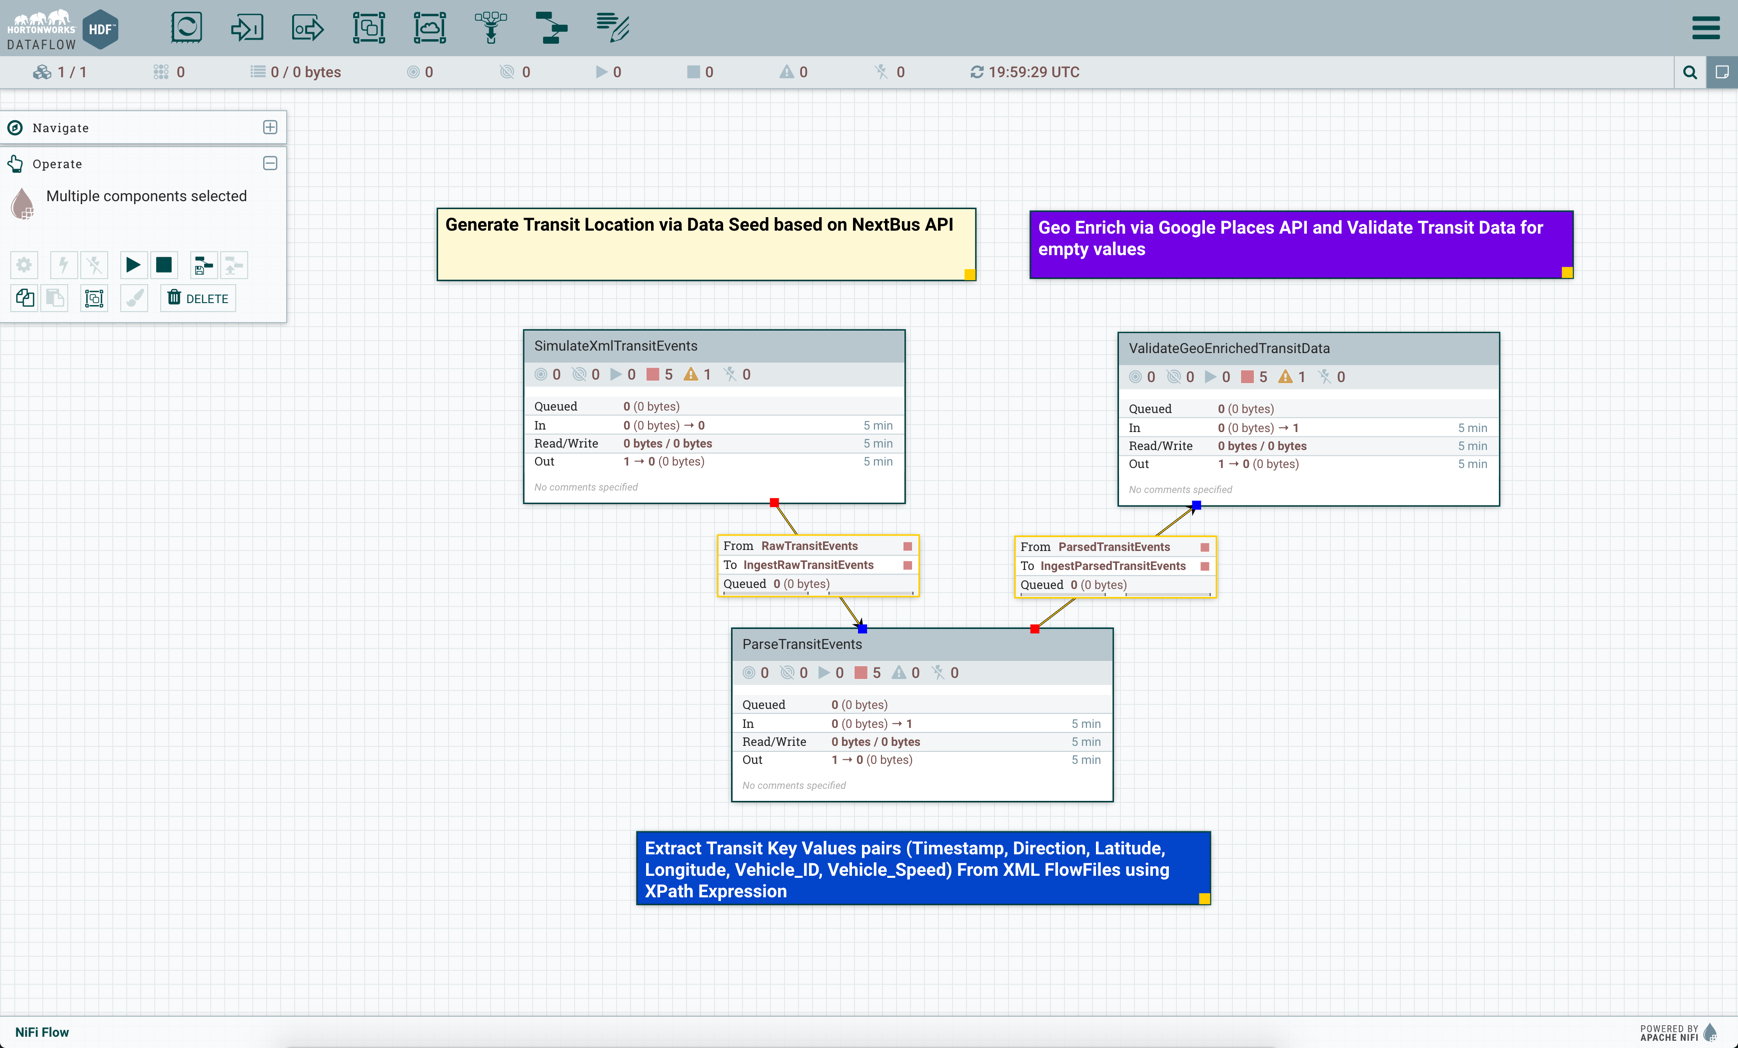 HORTONWORKS
DATAFLOW
HDF™
1 / 1
0
0 / 0 bytes
0
0
0
0
0
0
19:59:29 UTC
Navigate
Operate
Multiple components selected
DELETE
Generate Transit Location via Data Seed based on NextBus API
Geo Enrich via Google Places API and Validate Transit Data for
empty values
SimulateXmlTransitEvents
0 0 0 5 1 0
Queued 0 (0 bytes)
In 0 (0 bytes) → 0 5 min
Read/Write 0 bytes / 0 bytes 5 min
Out 1 → 0 (0 bytes) 5 min
No comments specified
ValidateGeoEnrichedTransitData
0 0 0 5 1 0
Queued 0 (0 bytes)
In 0 (0 bytes) → 1 5 min
Read/Write 0 bytes / 0 bytes 5 min
Out 1 → 0 (0 bytes) 5 min
No comments specified
From RawTransitEvents
To IngestRawTransitEvents
Queued 0 (0 bytes)
From ParsedTransitEvents
To IngestParsedTransitEvents
Queued 0 (0 bytes)
ParseTransitEvents
0 0 0 5 0 0
Queued 0 (0 bytes)
In 0 (0 bytes) → 1 5 min
Read/Write 0 bytes / 0 bytes 5 min
Out 1 → 0 (0 bytes) 5 min
No comments specified
Extract Transit Key Values pairs (Timestamp, Direction, Latitude,
Longitude, Vehicle_ID, Vehicle_Speed) From XML FlowFiles using
XPath Expression
NiFi Flow
POWERED BY
APACHE NIFI